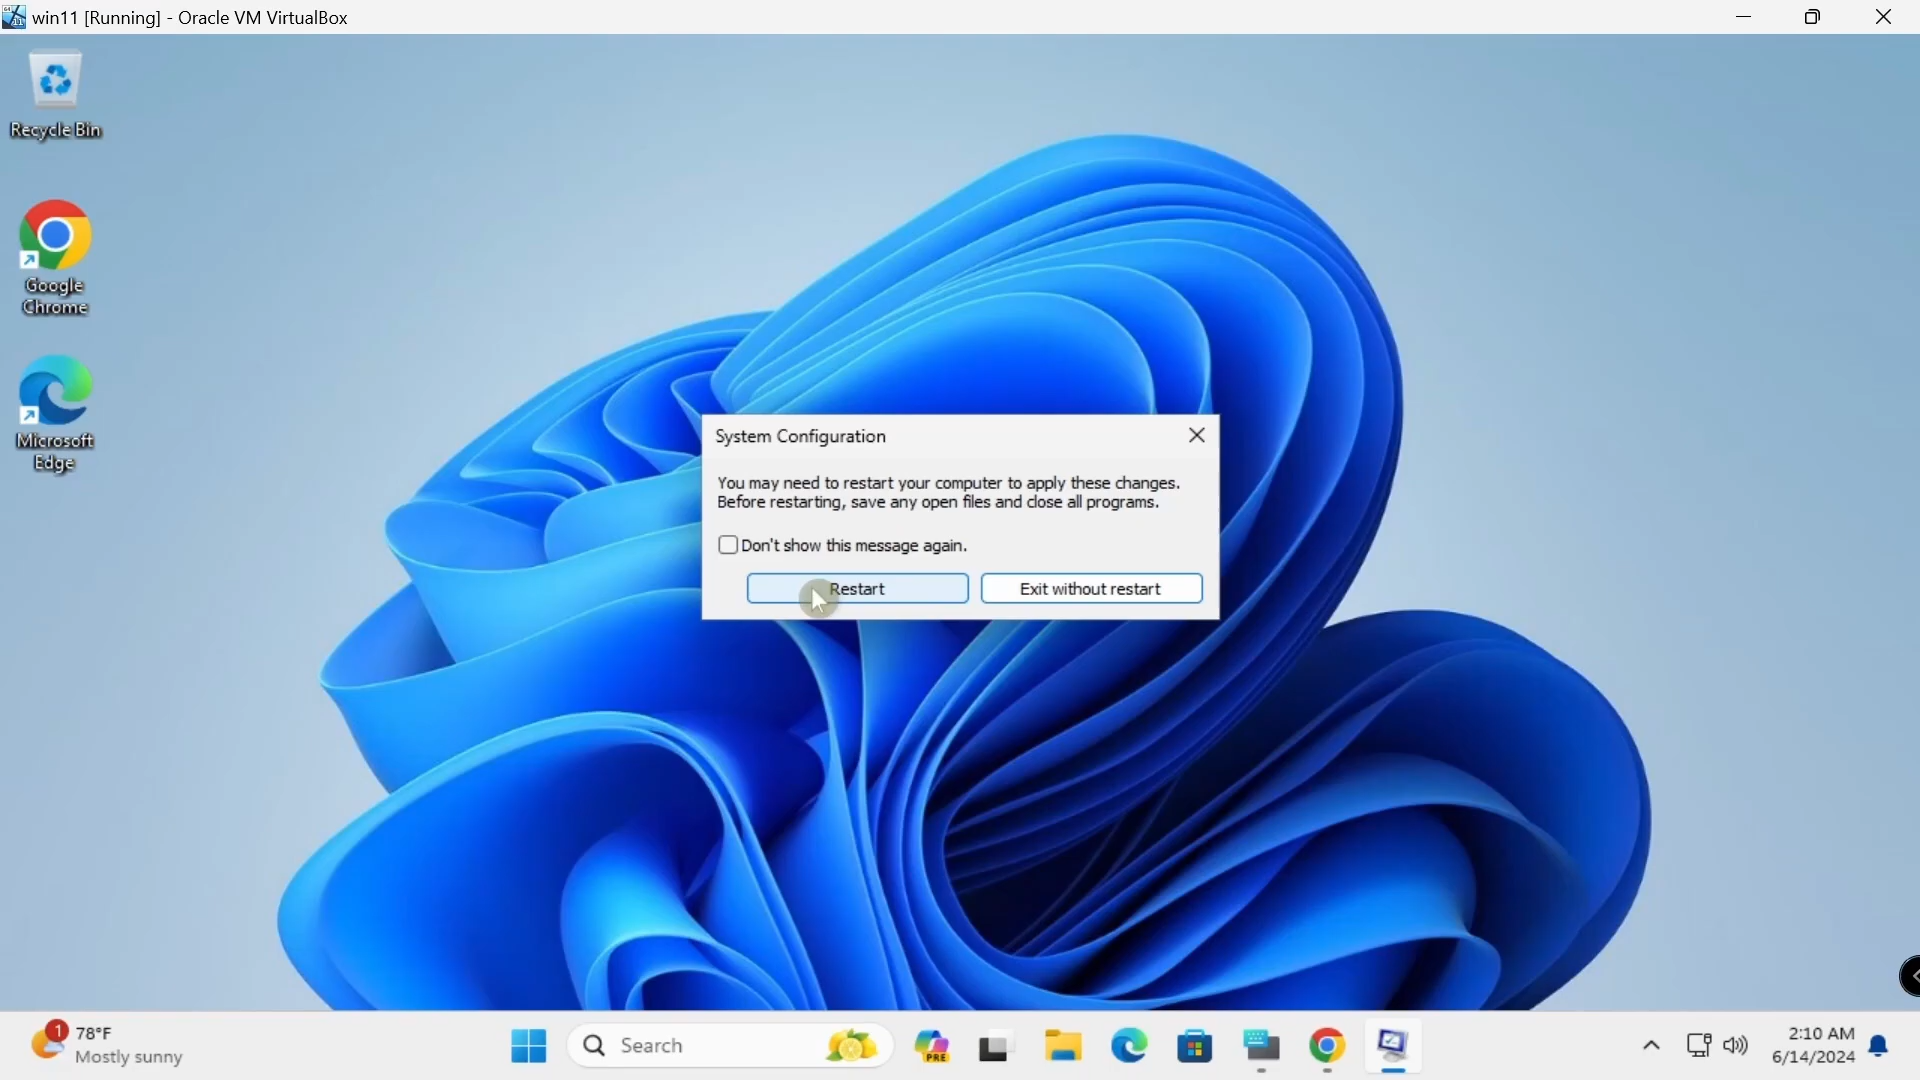 win11 [Running] - Oracle VM VirtualBox
Recycle Bin
Google
Chrome
Microsoft
Edge
System Configuration
You may need to restart your computer to apply these changes.
Before restarting, save any open files and close all programs.
Don't show this message again.
Restart
Exit without restart
1
78°F
Mostly sunny
Search
PRE
2:10 AM
6/14/2024